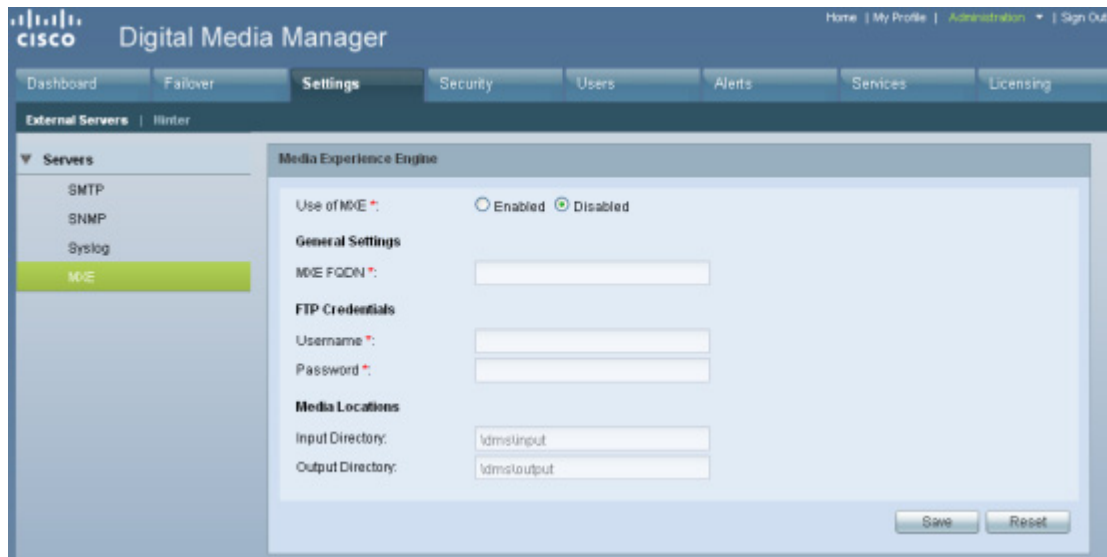 Home | My Profile | Administration | Sign Out
CISCO
Digital Media Manager
Dashboard Failover Settings Security Users Alerts Services Licensing
External Servers | Hinter
Servers
SMTP
SNMP
Syslog
MXE
Media Experience Engine
Use of MXE *: Enabled Disabled
General Settings
MXE FQDN *:
FTP Credentials
Username *:
Password *:
Media Locations
Input Directory: \dms\input
Output Directory: \dms\output
Save Reset